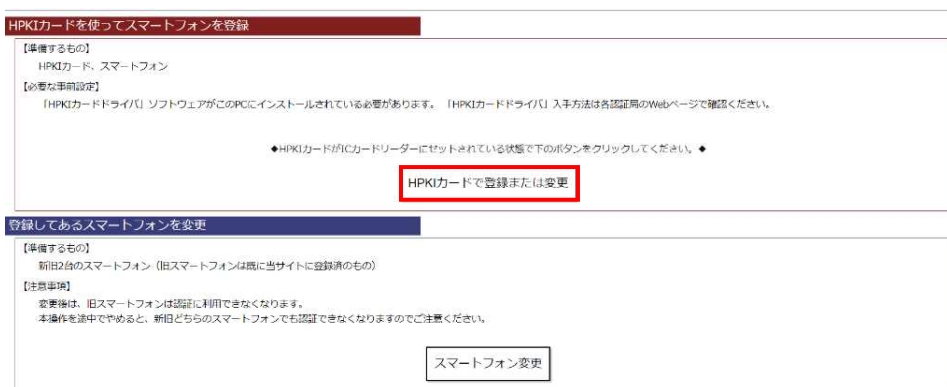 HPKIカードを使ってスマートフォンを登録
【準備するもの】
HPKIカード、スマートフォン
【必要な事前設定】
「HPKIカードドライバ」ソフトウェアがこのPCにインストールされている必要があります。 「HPKIカードドライバ」入手方法は各認証局のWebページで確認ください。
◆HPKIカードがICカードリーダーにセットされている状態で下のボタンをクリックしてください。◆
HPKIカードで登録または変更
登録してあるスマートフォンを変更
【準備するもの】
新旧2台のスマートフォン（旧スマートフォンは既に当サイトに登録済のもの）
【注意事項】
変更後は、旧スマートフォンは認証に利用できなくなります。
本操作を途中でやめると、新旧どちらのスマートフォンでも認証できなくなりますのでご注意ください。
スマートフォン変更